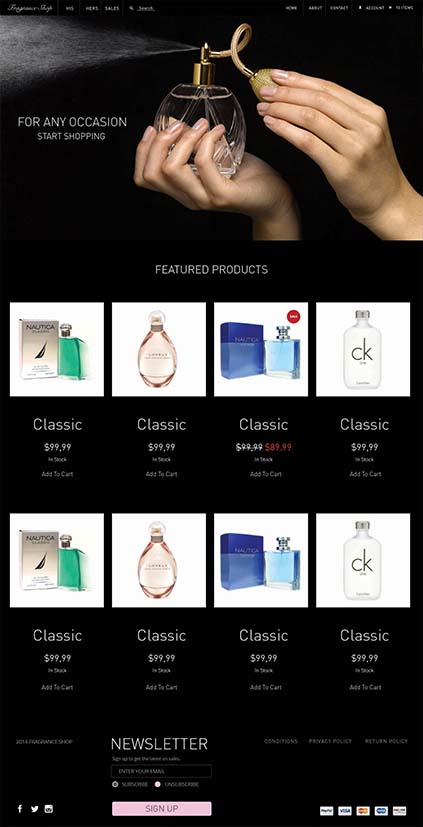 Fragrance Shop HIS HERS SALES Search HOME ABOUT CONTACT ACCOUNT
FOR ANY OCCASION
START SHOPPING
FEATURED PRODUCTS
NAUTICA
CLASSIC
LOVELY
SALE
NAUTICA
ck
one
Classic Classic Classic Classic
$99,99 $99,99 $99,99 $89.99 $99,99
In Stock In Stock In Stock In Stock
Add To Cart Add To Cart Add To Cart Add To Cart
NAUTICA
CLASSIC
LOVELY
NAUTICA
ck
one
Classic Classic Classic Classic
$99,99 $99,99 $99,99 $99,99
In Stock In Stock In Stock In Stock
Add To Cart Add To Cart Add To Cart Add To Cart
2014 FRAGRANCE SHOP NEWSLETTER CONDITIONS PRIVACY POLICY RETURN POLICY
Sign up to get the latest on sales.
ENTER YOUR EMAIL
SUBSCRIBE UNSUBSCRIBE
SIGN UP
PayPal VISA